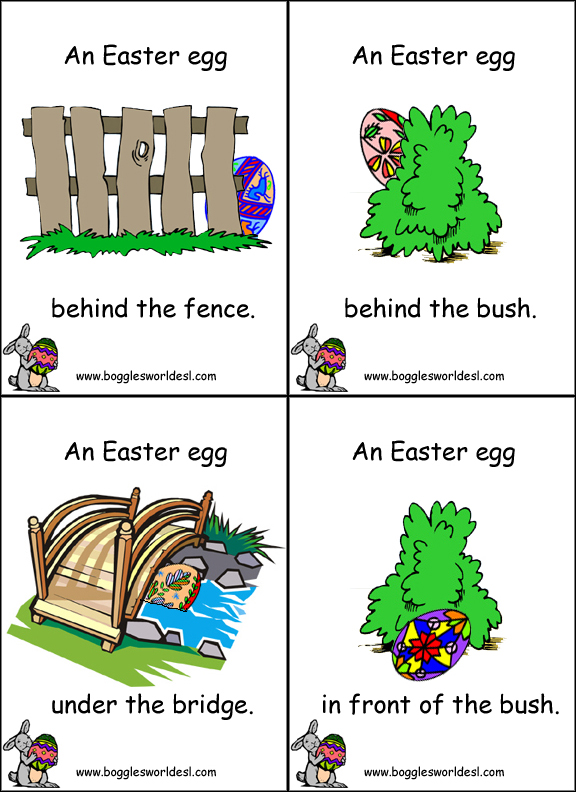 An Easter egg
behind the fence.
www.bogglesworldesl.com
An Easter egg
behind the bush.
www.bogglesworldesl.com
An Easter egg
under the bridge.
www.bogglesworldesl.com
An Easter egg
in front of the bush.
www.bogglesworldesl.com